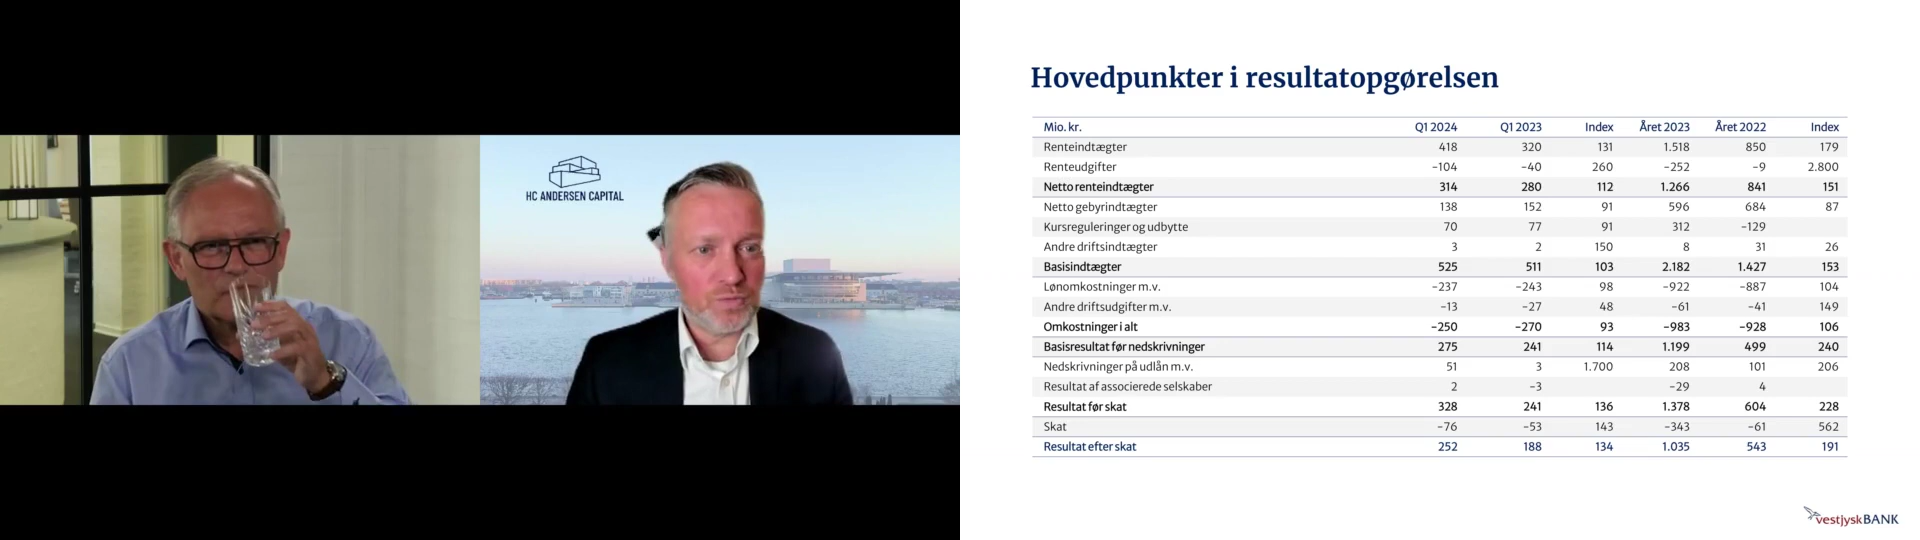 HC ANDERSEN CAPITAL
Hovedpunkter i resultatopgørelsen
Mio. kr. Q1 2024 Q1 2023 Index Året 2023 Året 2022 Index
Renteindtægter 418 320 131 1.518 850 179
Renteudgifter -104 -40 260 -252 -9 2.800
Netto renteindtægter 314 280 112 1.266 841 151
Netto gebyrindtægter 138 152 91 596 684 87
Kursreguleringer og udbytte 70 77 91 312 -129
Andre driftsindtægter 3 2 150 8 31 26
Basisindtægter 525 511 103 2.182 1.427 153
Lønomkostninger m.v. -237 -243 98 -922 -887 104
Andre driftsudgifter m.v. -13 -27 48 -61 -41 149
Omkostninger i alt -250 -270 93 -983 -928 106
Basisresultat før nedskrivninger 275 241 114 1.199 499 240
Nedskrivninger på udlån m.v. 51 3 1.700 208 101 206
Resultat af associerede selskaber 2 -3 -29 4
Resultat før skat 328 241 136 1.378 604 228
Skat -76 -53 143 -343 -61 562
Resultat efter skat 252 188 134 1.035 543 191
vestjyskBANK